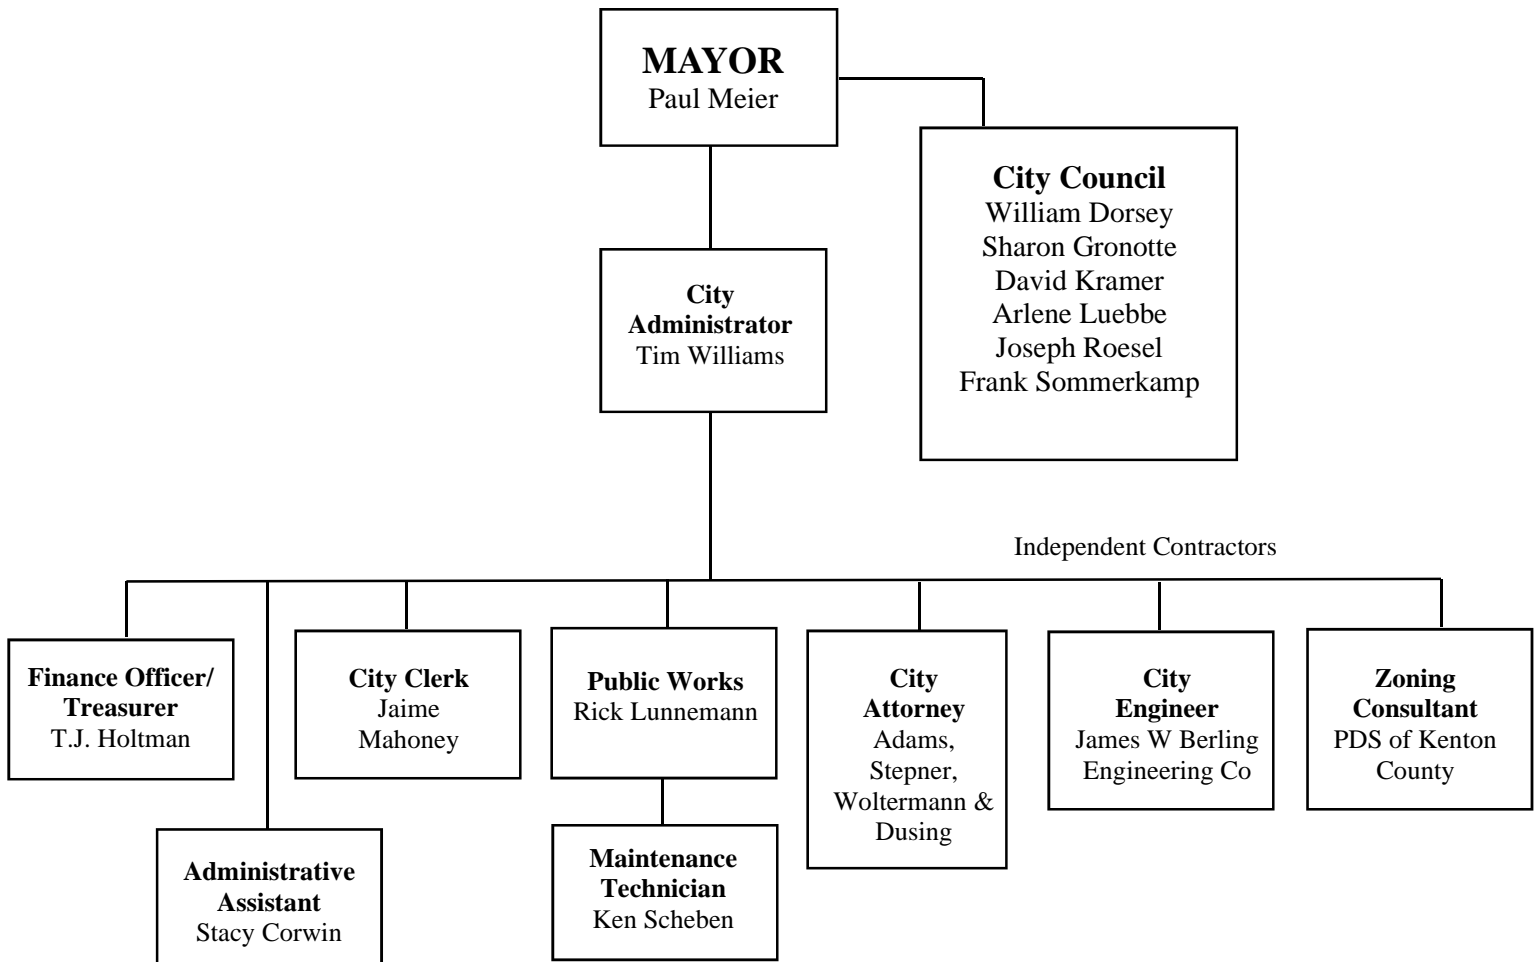 MAYOR
Paul Meier
City Council
William Dorsey
Sharon Gronotte
David Kramer
Arlene Luebbe
Joseph Roesel
Frank Sommerkamp
City
Administrator
Tim Williams
Independent Contractors
Finance Officer/
Treasurer
T.J. Holtman
City Clerk
Jaime
Mahoney
Public Works
Rick Lunnemann
City
Attorney
Adams,
Stepner,
Woltermann &
Dusing
City
Engineer
James W Berling
Engineering Co
Zoning
Consultant
PDS of Kenton
County
Administrative
Assistant
Stacy Corwin
Maintenance
Technician
Ken Scheben